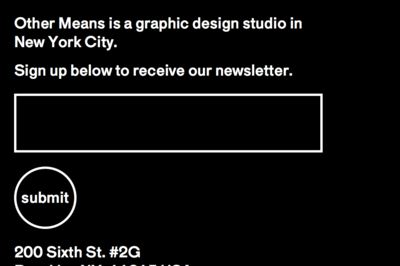 Other Means is a graphic design studio in
New York City.
Sign up below to receive our newsletter.
submit
200 Sixth St. #2G